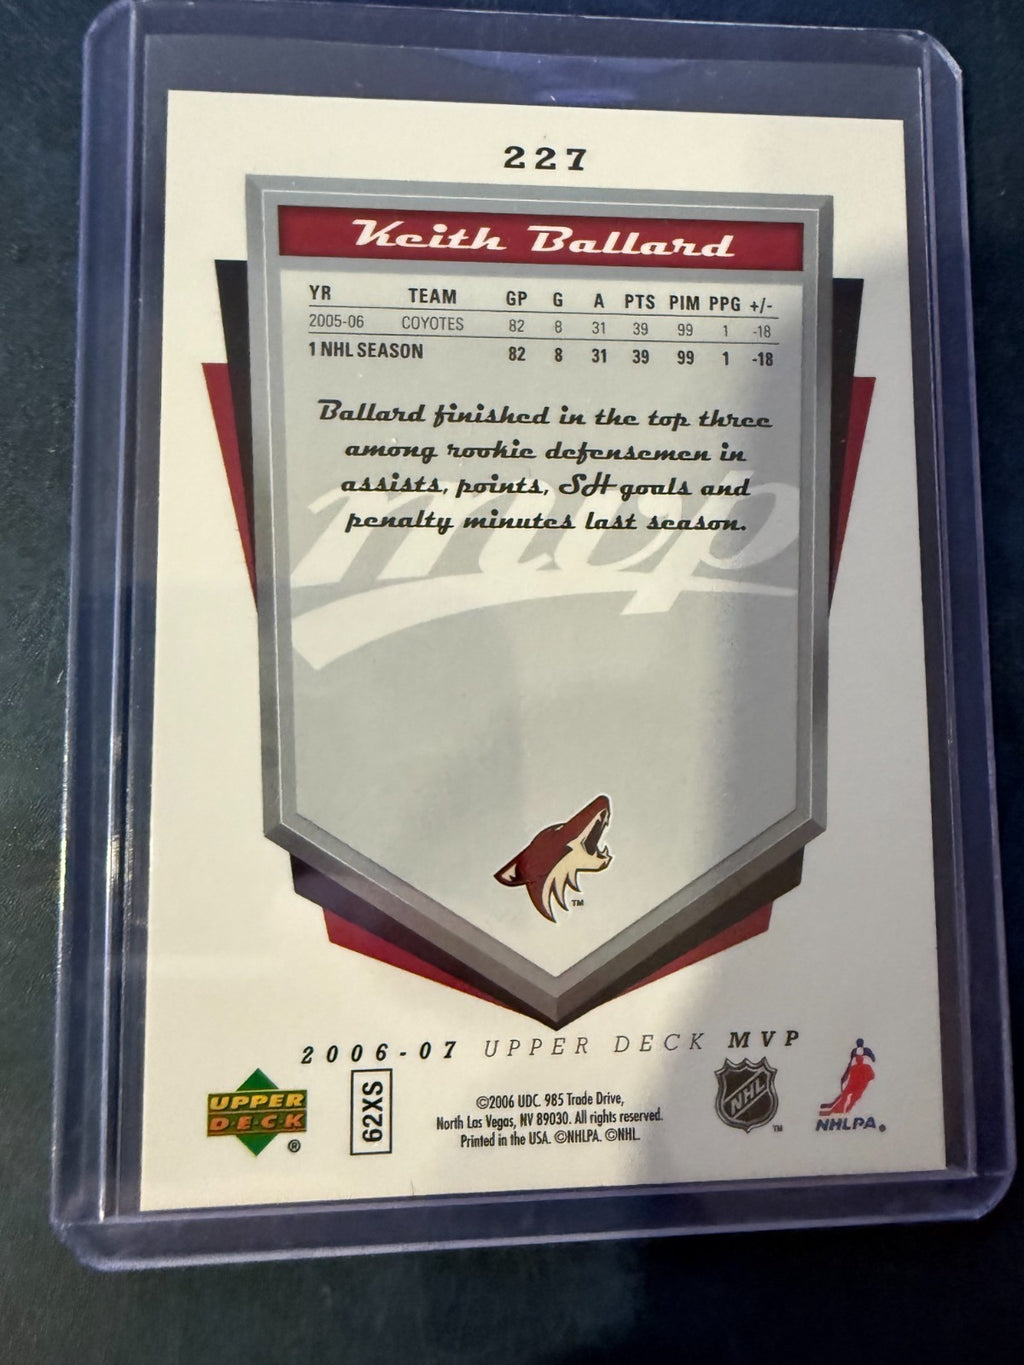 227
Keith Ballard
YR TEAM GP G A PTS PIM PPG +/-
2005-06 COYOTES 82 8 31 39 99 1 -18
1 NHL SEASON 82 8 31 39 99 1 -18
Ballard finished in the top three
among rookie defensemen in
assists, points, SH goals and
penalty minutes last season.
mvp
TM
2006-07 UPPER DECK MVP
UPPER
DECK
®
62XS
©2006 UDC. 985 Trade Drive,
North Las Vegas, NV 89030. All rights reserved.
Printed in the USA. ©NHLPA. ©NHL.
NHL
TM
NHLPA®